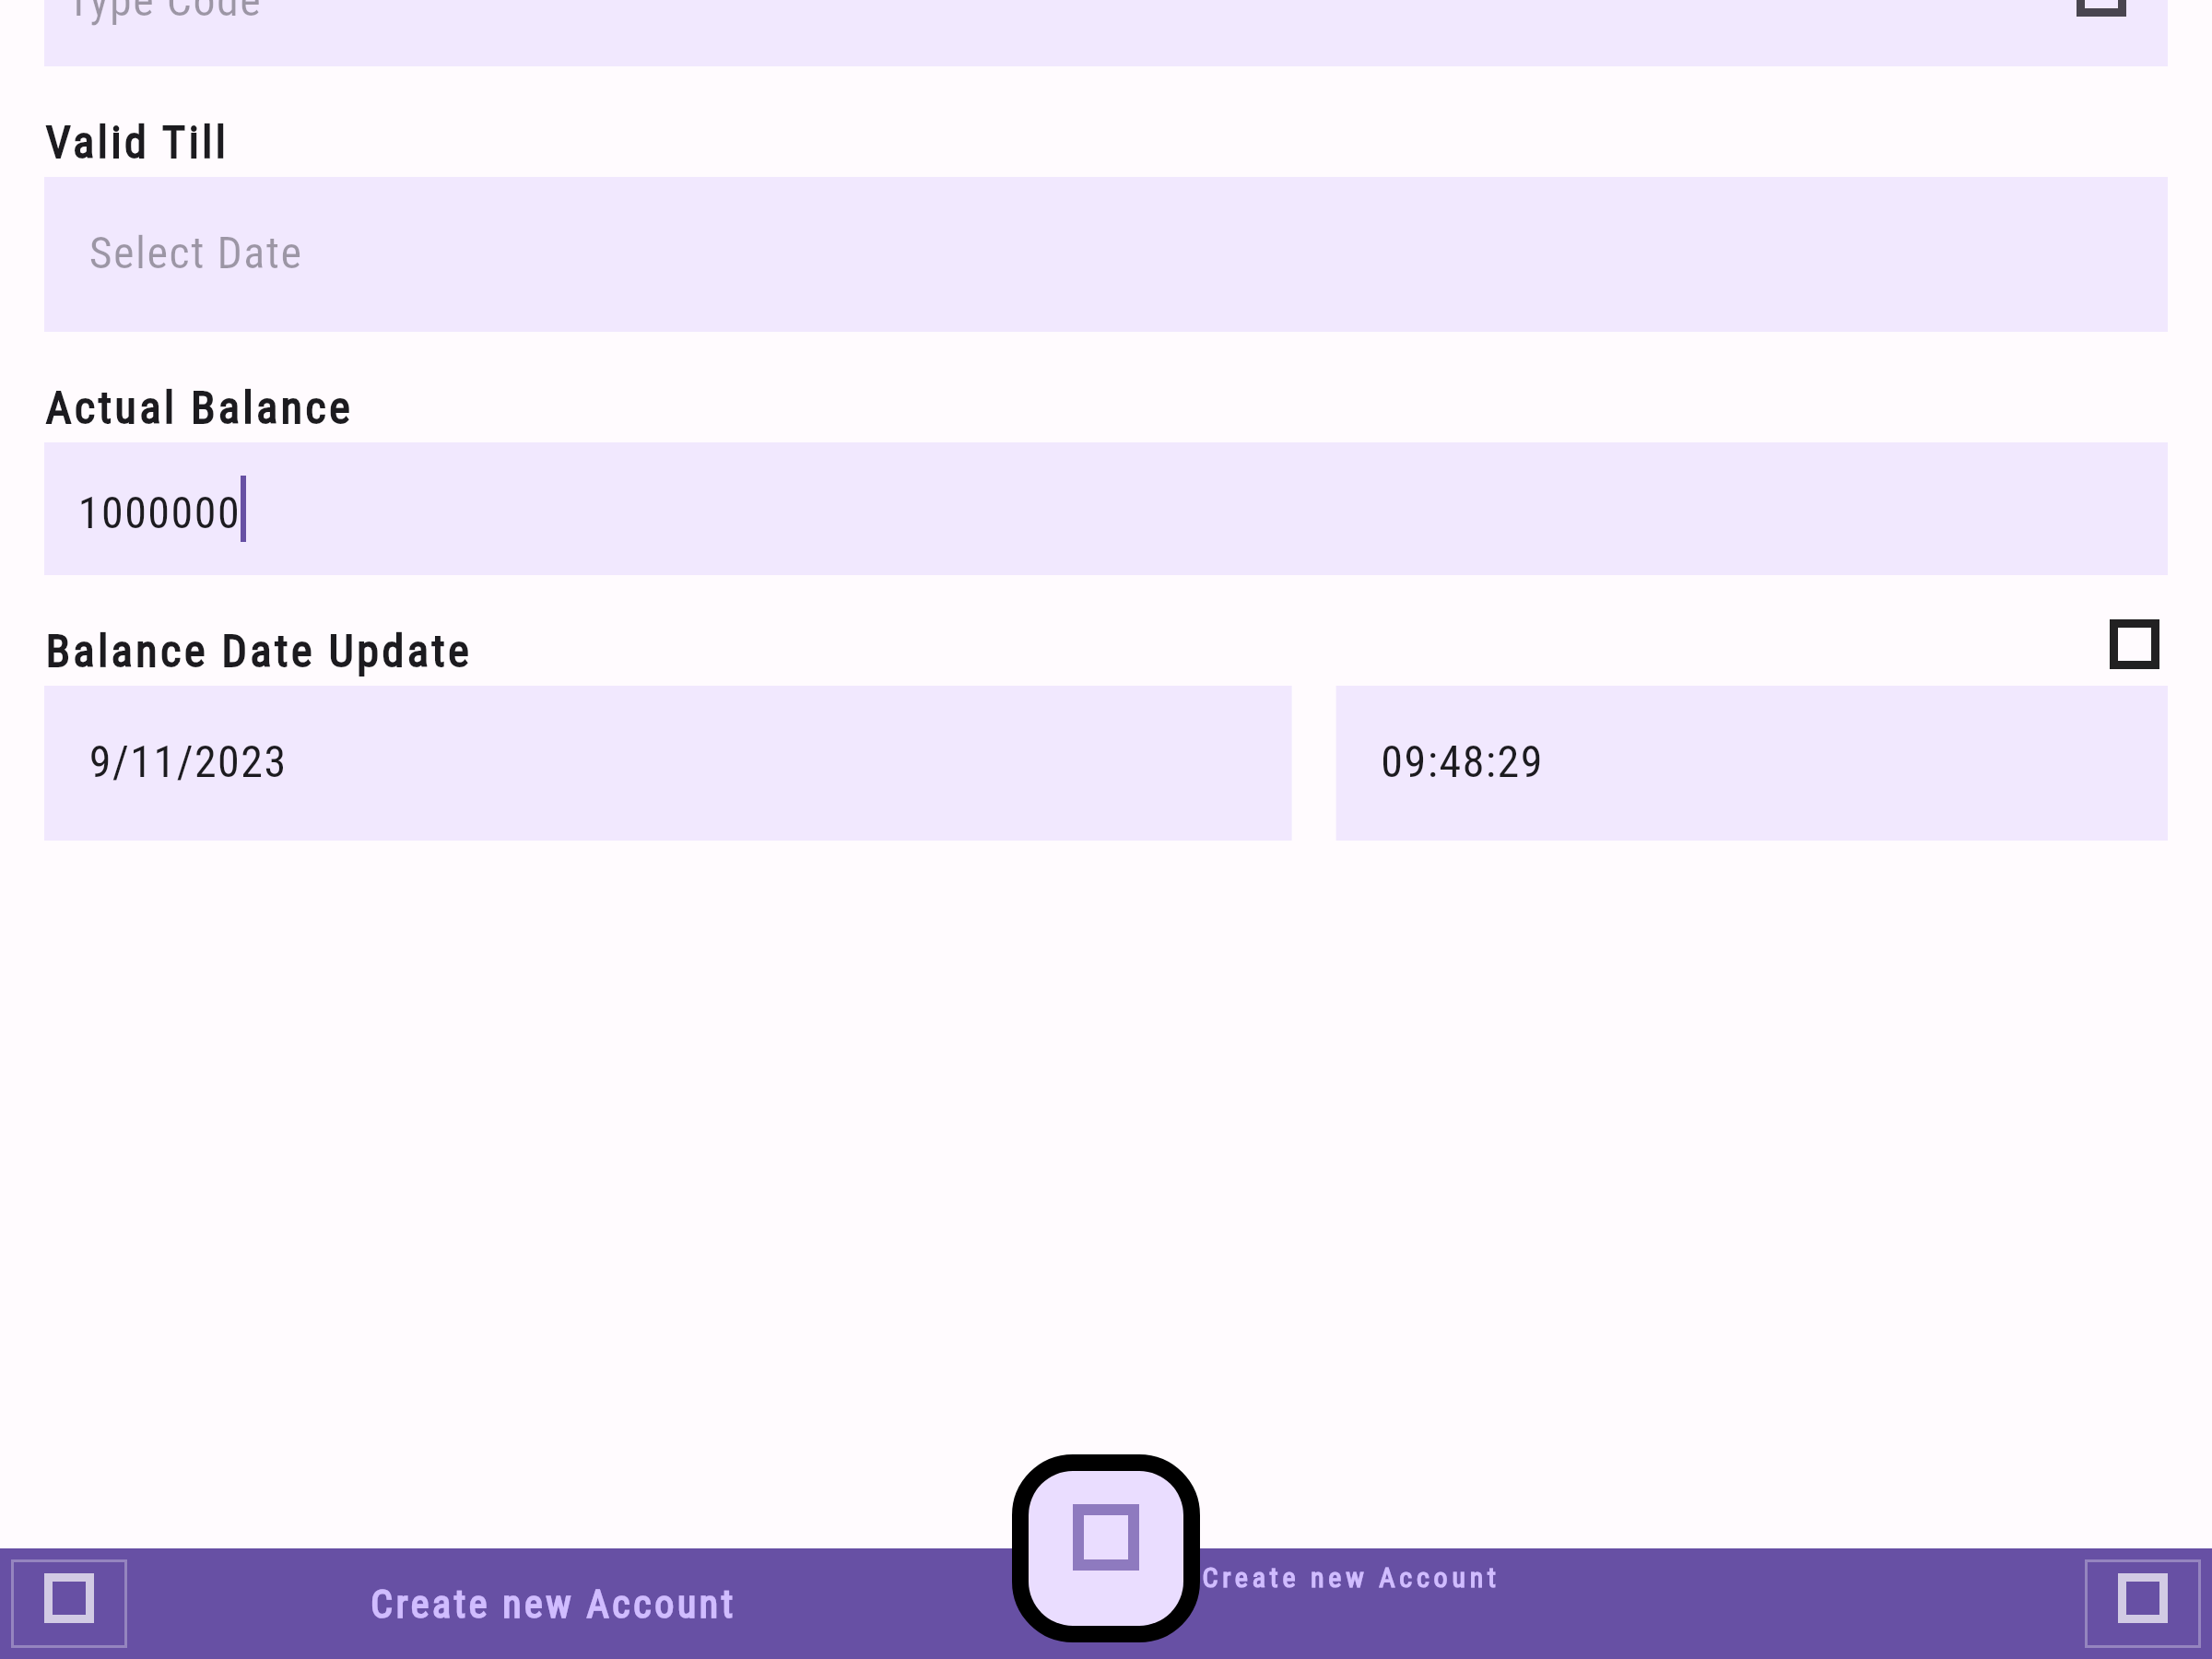 Type Code
Valid Till
Select Date
Actual Balance
1000000
Balance Date Update
9/11/2023 09:48:29
Create new Account
Create new Account